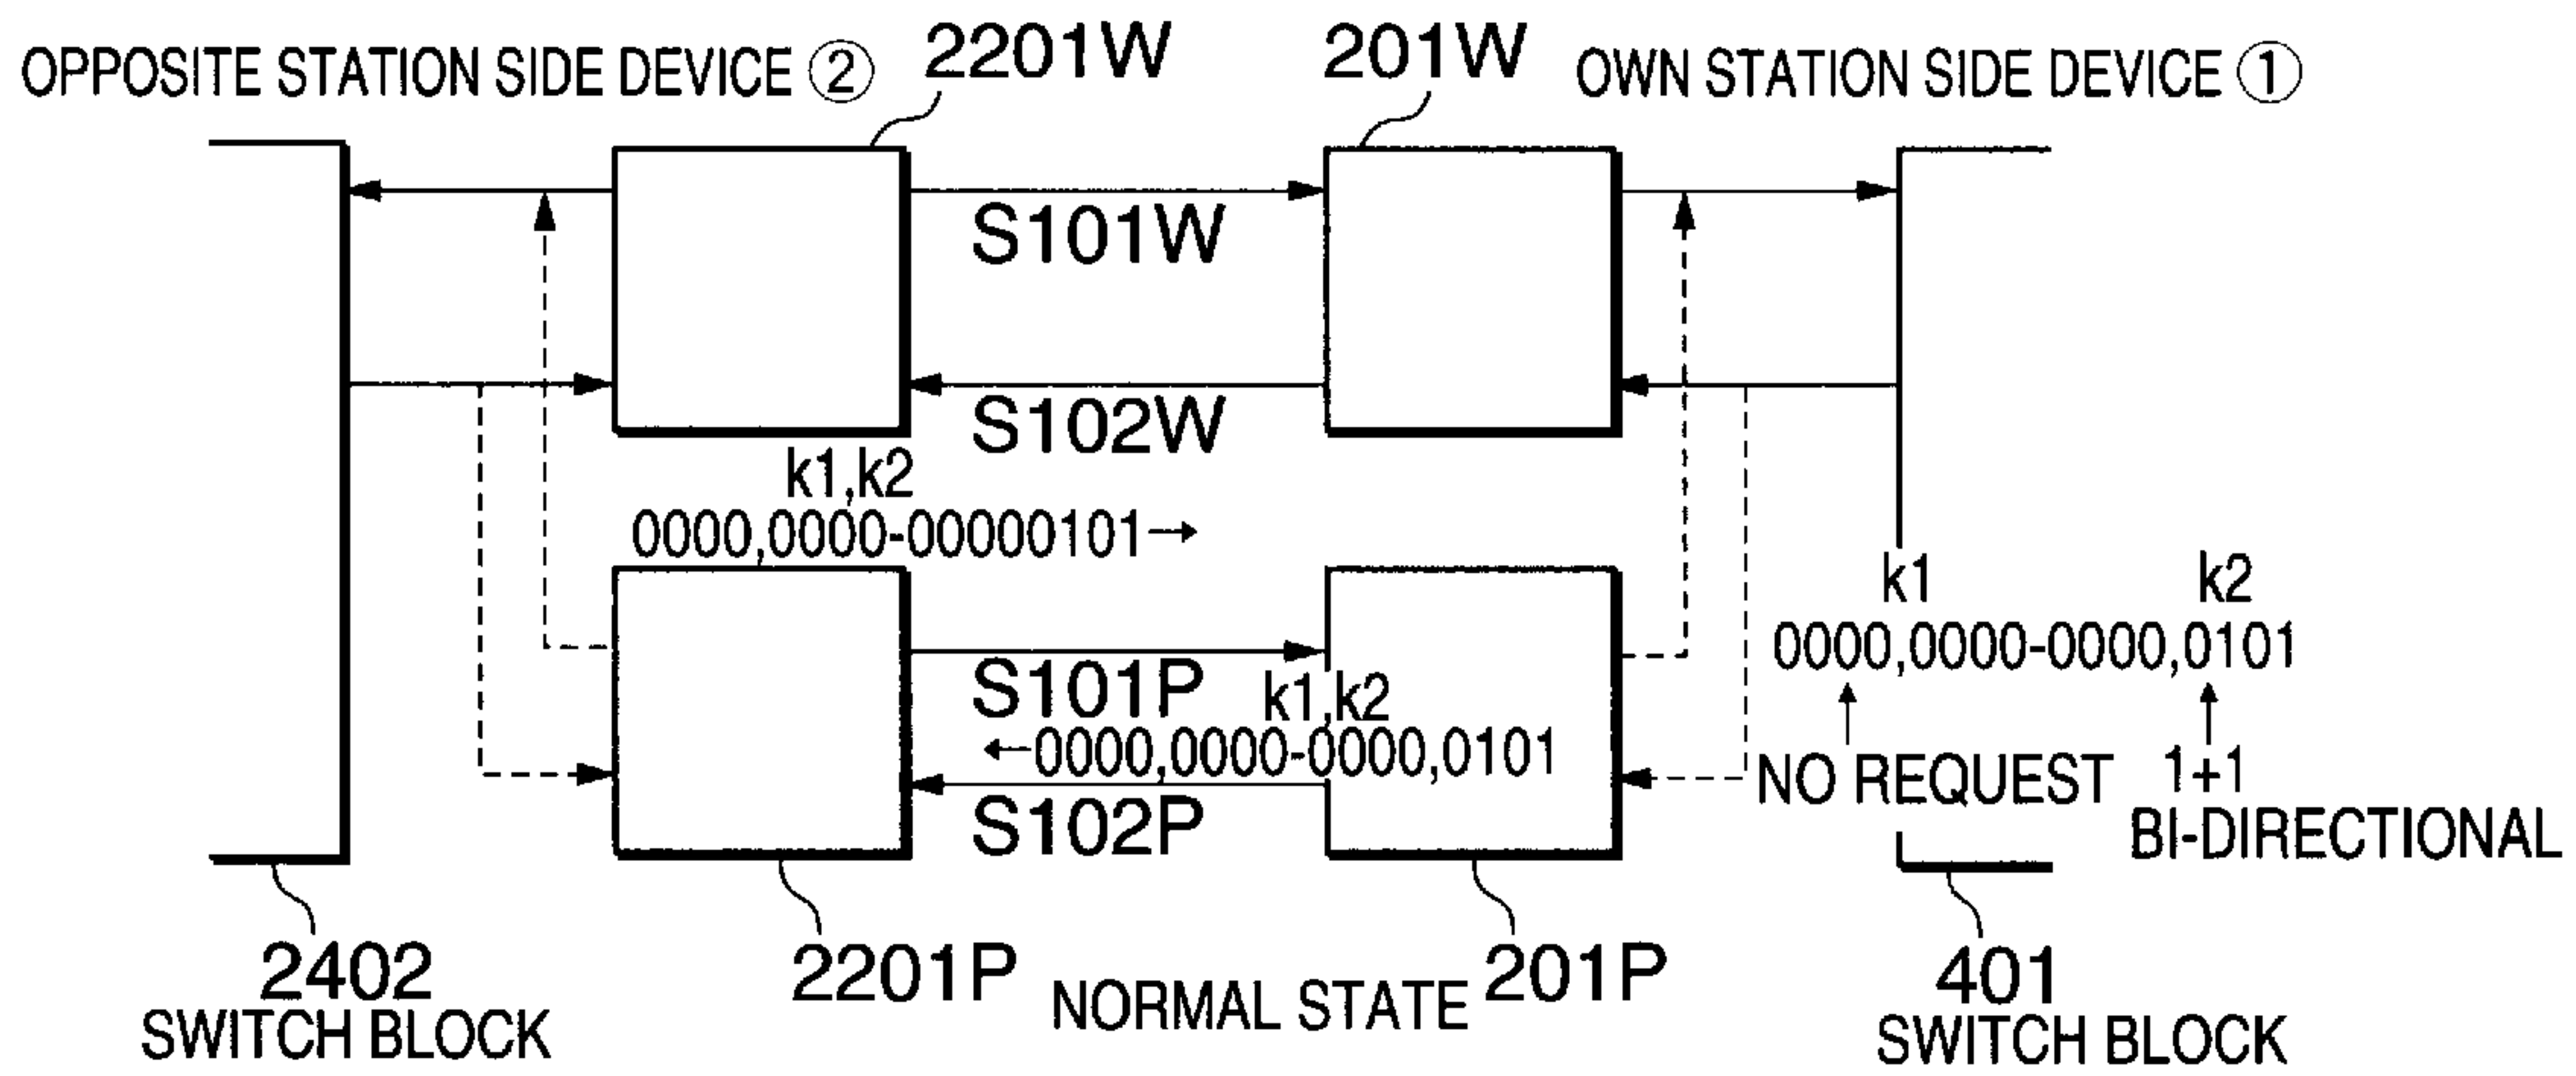 OPPOSITE STATION SIDE DEVICE ② 2201W 201W OWN STATION SIDE DEVICE ①
S101W
S102W
k1,k2
0000,0000-00000101→
k1 k2
0000,0000-0000,0101
S101P
k1,k2
←0000,0000-0000,0101
NO REQUEST 1+1
BI-DIRECTIONAL
S102P
2402
SWITCH BLOCK
2201P
NORMAL STATE
201P
401
SWITCH BLOCK